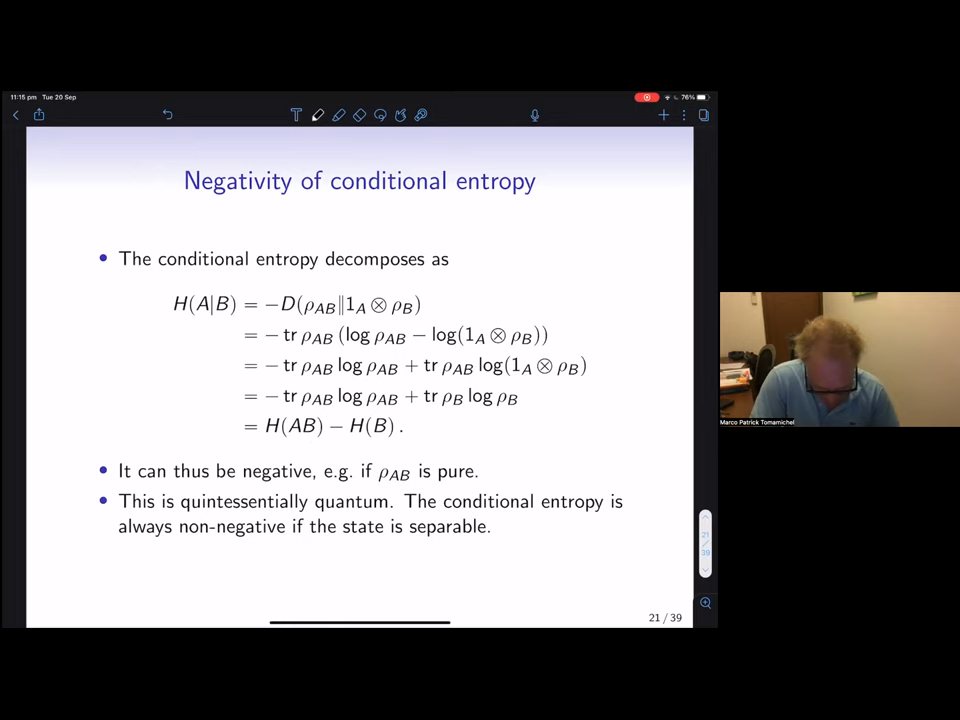 11:15 pm Tue 20 Sep
76%
Negativity of conditional entropy
• The conditional entropy decomposes as
H(A|B) = −D(ρ_AB‖1_A ⊗ ρ_B)
= − tr ρ_AB (log ρ_AB − log(1_A ⊗ ρ_B))
= − tr ρ_AB log ρ_AB + tr ρ_AB log(1_A ⊗ ρ_B)
= − tr ρ_AB log ρ_AB + tr ρ_B log ρ_B
= H(AB) − H(B) .
• It can thus be negative, e.g. if ρ_AB is pure.
• This is quintessentially quantum. The conditional entropy is
always non-negative if the state is separable.
21
/
39
21 / 39
Marco Patrick Tomamichel